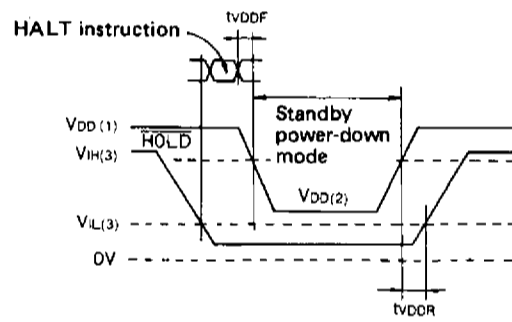 tVDDF
HALT instruction
Standby
power-down
mode
VDD(1)
HOLD
VIH(3)
VDD(2)
VIL(3)
0V
tVDDR